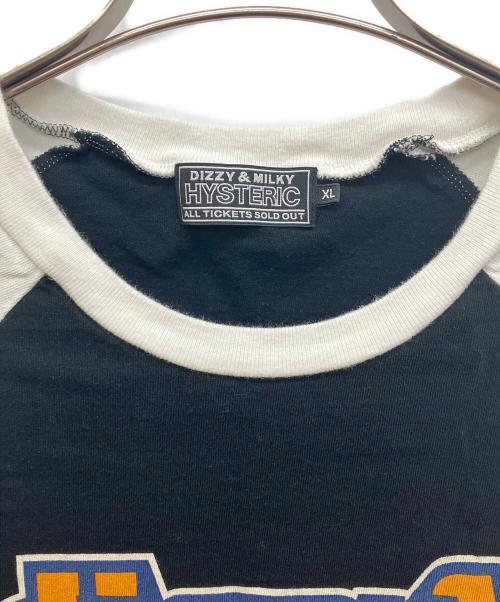 DIZZY & MILKY
HYSTERIC
ALL TICKETS SOLD OUT
XL